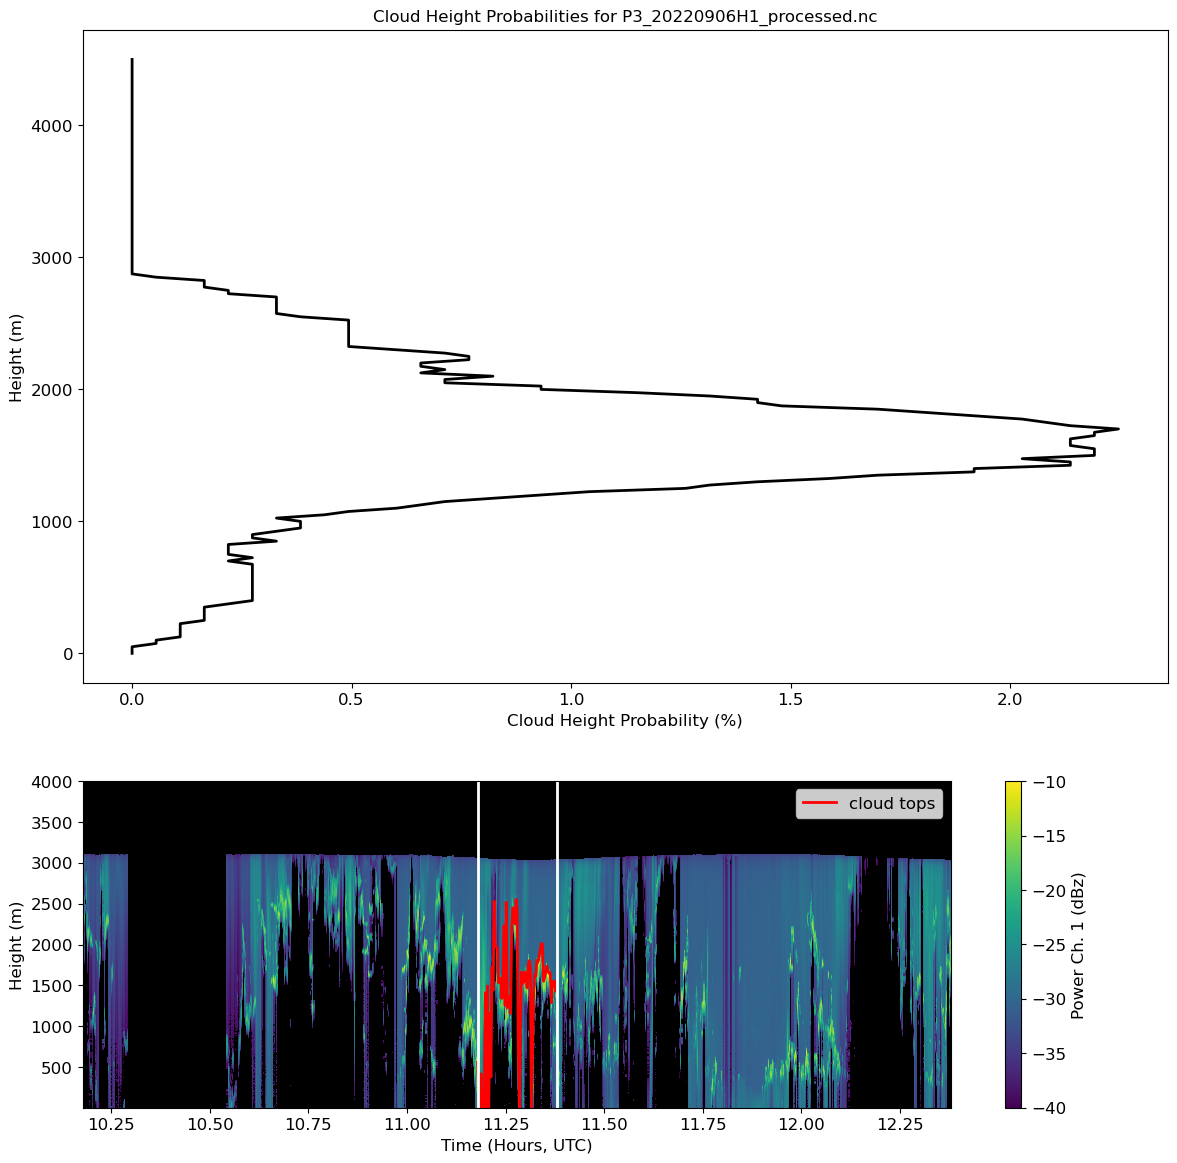 Cloud Height Probabilities for P3_20220906H1_processed.nc
4000
3000
2000
1000
0
Height (m)
0.0 0.5 1.0 1.5 2.0
Cloud Height Probability (%)
4000
3500
3000
2500
2000
1500
1000
500
Height (m)
cloud tops
10.25 10.50 10.75 11.00 11.25 11.50 11.75 12.00 12.25
Time (Hours, UTC)
−10
−15
−20
−25
−30
−35
−40
Power Ch. 1 (dBz)